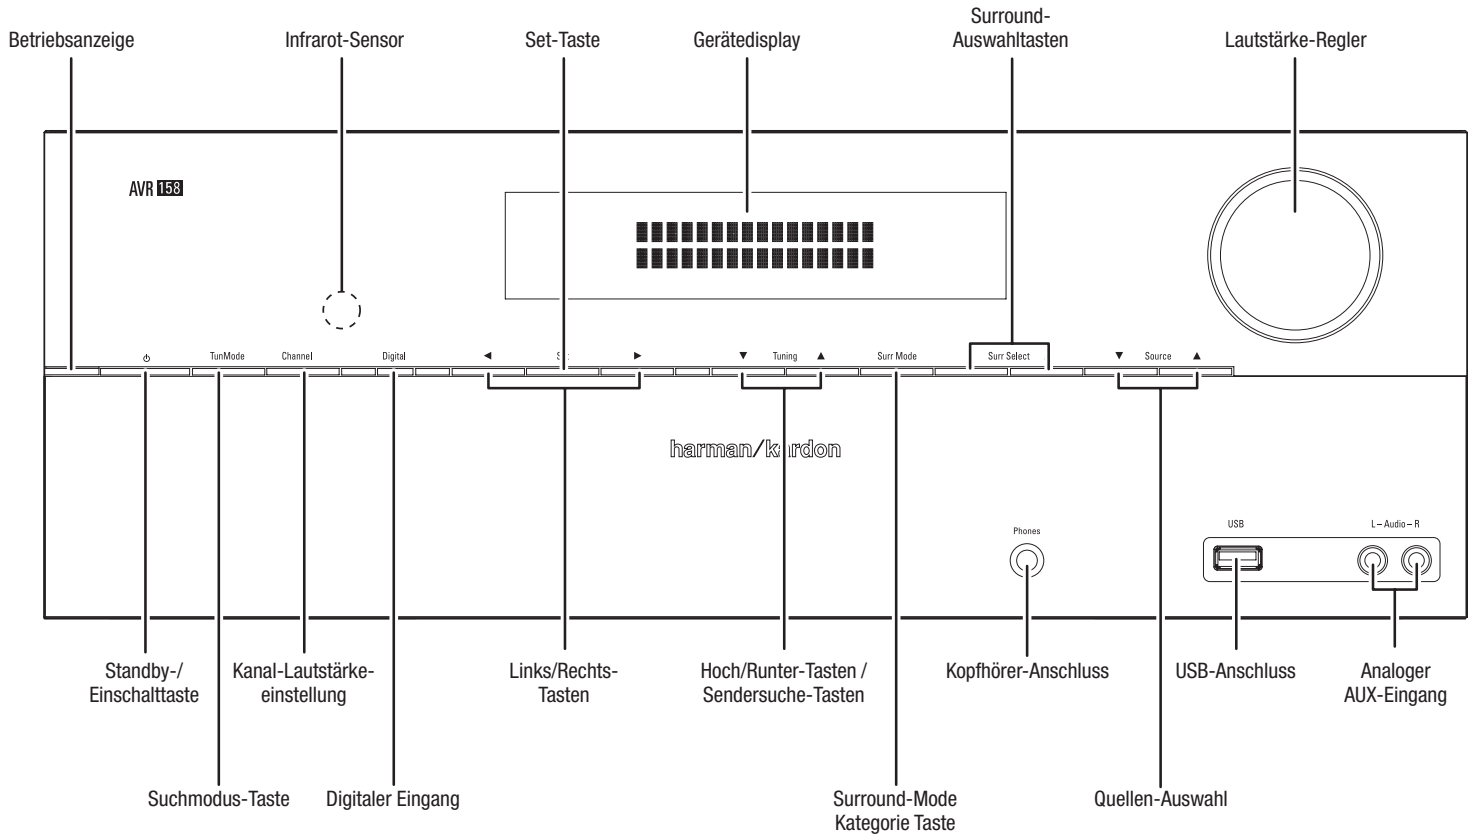 Surround-
Betriebsanzeige Infrarot-Sensor Set-Taste Gerätedisplay Auswahltasten Lautstärke-Regler
AVR 158
TunMode Channel Digital ◄ ► ▼ Tuning ▲ Surr Mode Surr Select ▼ Source ▲
harman/kardon
Phones USB L – Audio – R
Standby-/ Kanal-Lautstärke- Links/Rechts- Hoch/Runter-Tasten / Kopfhörer-Anschluss USB-Anschluss Analoger
Einschalttaste einstellung Tasten Sendersuche-Tasten AUX-Eingang
Suchmodus-Taste Digitaler Eingang Surround-Mode Quellen-Auswahl
Kategorie Taste